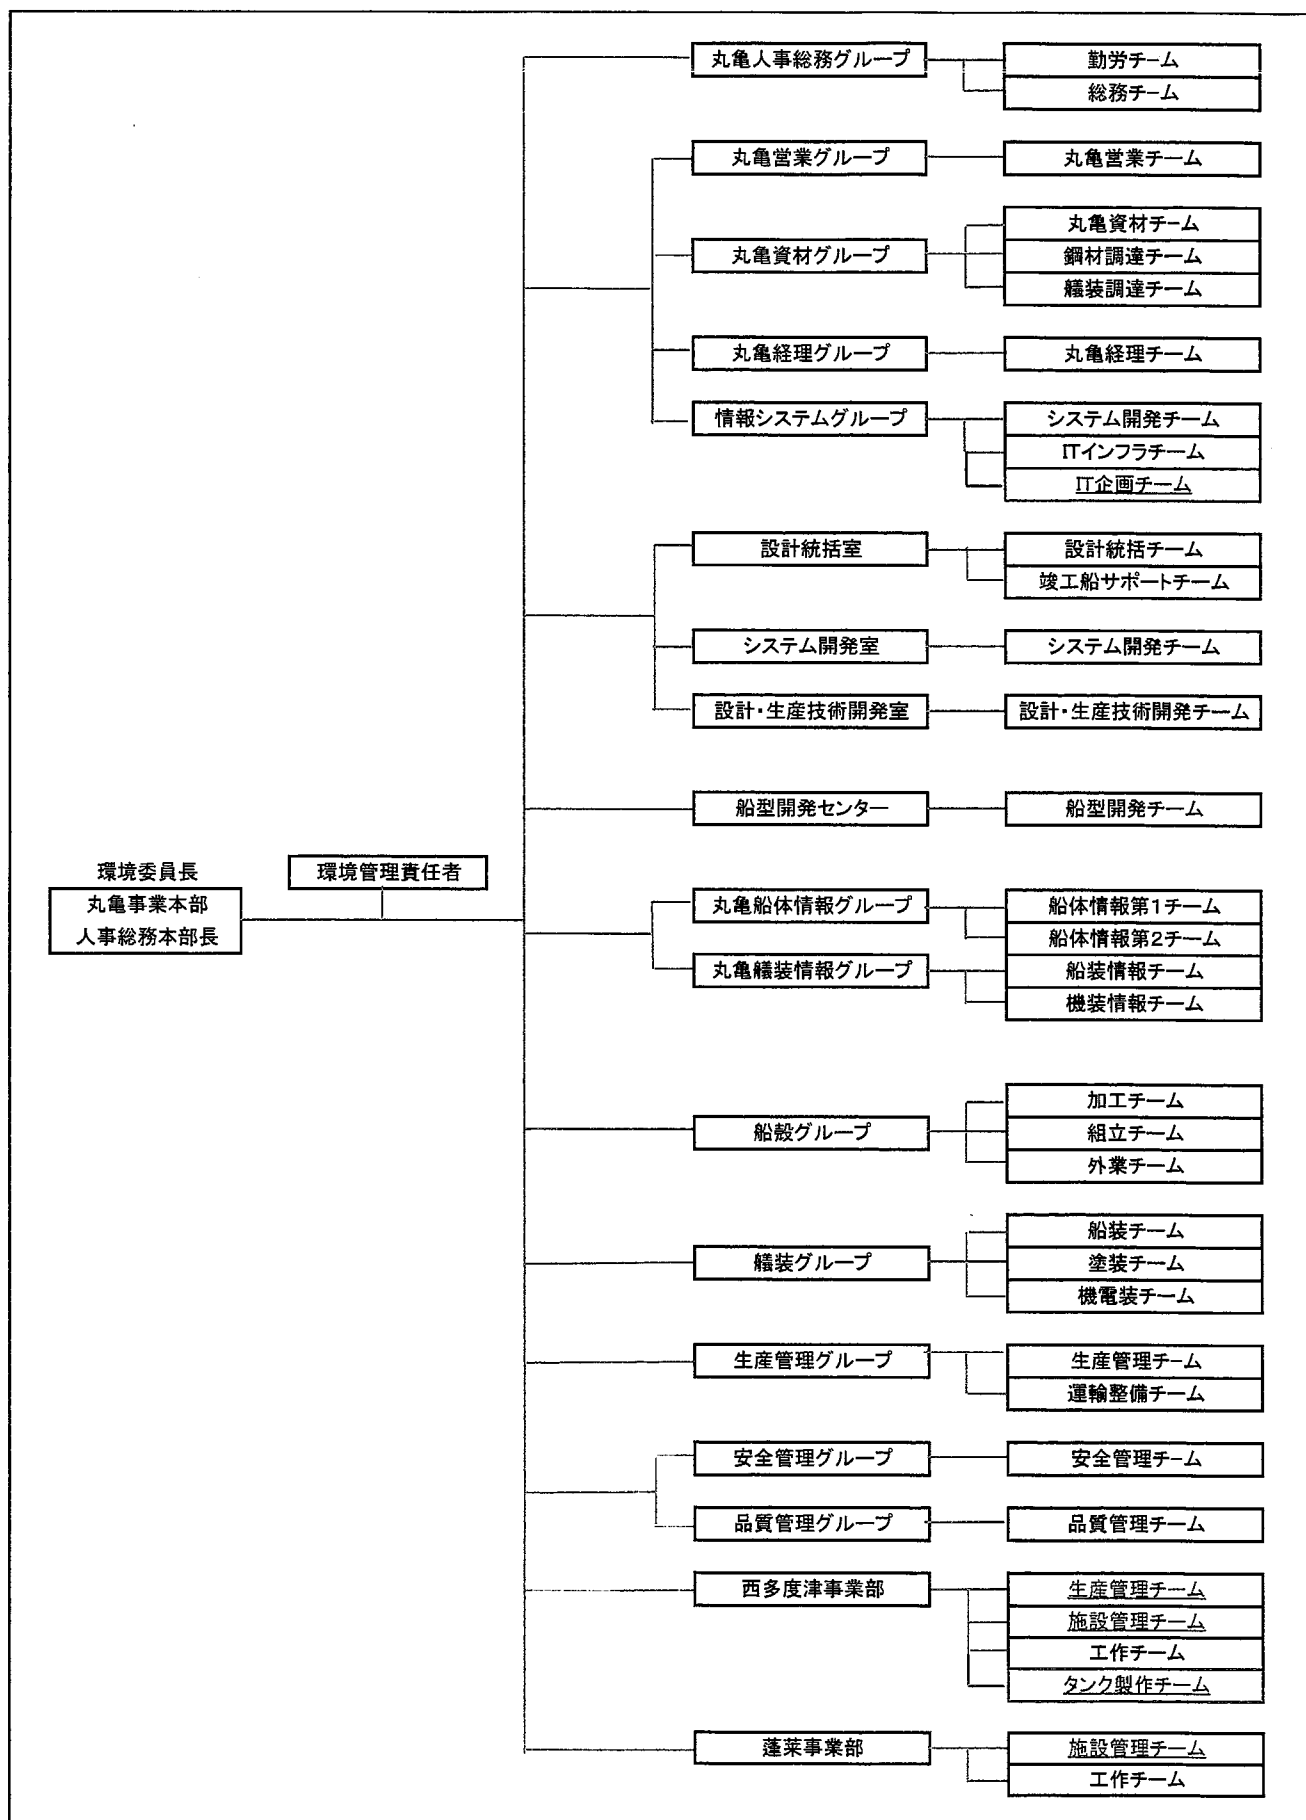 丸亀人事総務グループ
勤労チーム
総務チーム
丸亀営業グループ
丸亀営業チーム
丸亀資材グループ
丸亀資材チーム
鋼材調達チーム
艤装調達チーム
丸亀経理グループ
丸亀経理チーム
情報システムグループ
システム開発チーム
ITインフラチーム
IT企画チーム
設計統括室
設計統括チーム
竣工船サポートチーム
システム開発室
システム開発チーム
設計・生産技術開発室
設計・生産技術開発チーム
船型開発センター
船型開発チーム
環境委員長
丸亀事業本部
人事総務本部長
環境管理責任者
丸亀船体情報グループ
船体情報第1チーム
船体情報第2チーム
丸亀艤装情報グループ
船装情報チーム
機装情報チーム
船殻グループ
加工チーム
組立チーム
外業チーム
艤装グループ
船装チーム
塗装チーム
機電装チーム
生産管理グループ
生産管理チーム
運輸整備チーム
安全管理グループ
安全管理チーム
品質管理グループ
品質管理チーム
西多度津事業部
生産管理チーム
施設管理チーム
工作チーム
タンク製作チーム
蓬莱事業部
施設管理チーム
工作チーム